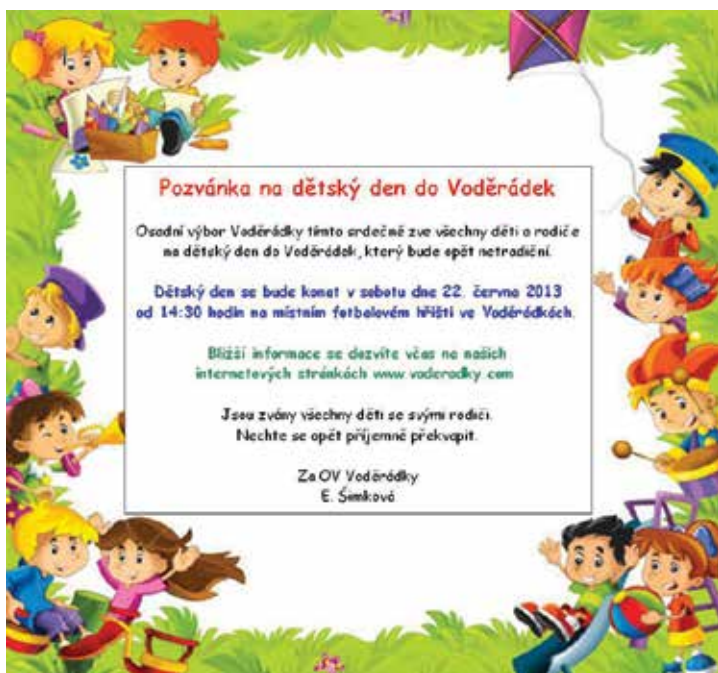 Pozvánka na dětský den do Voděrádek
Osadní výbor Voděrádky tímto srdečně zve všechny děti a rodiče
na dětský den do Voděrádek, který bude opět netradiční.
Dětský den se bude konat v sobotu dne 22. června 2013
od 14:30 hodin na místním fotbalovém hřišti ve Voděrádkách.
Bližší informace se dozvíte včas na našich
internetových stránkách www.voderadky.com
Jsou zvány všechny děti se svými rodiči.
Nechte se opět příjemně překvapit.
Za OV Voděrádky
E. Šimková